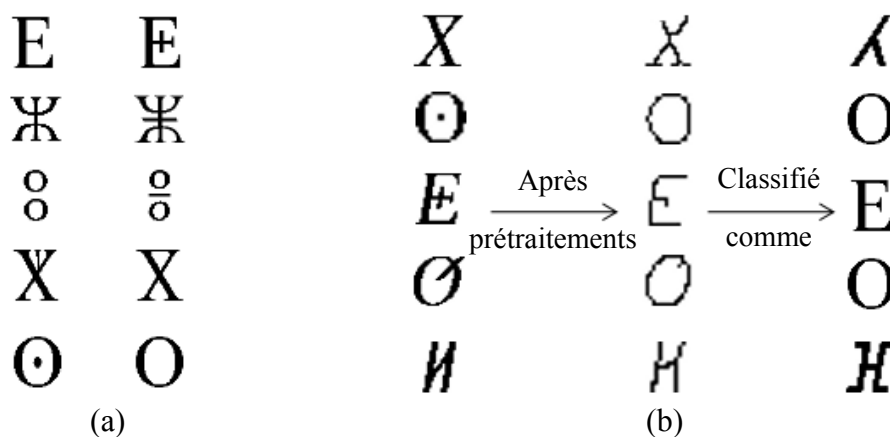 ⴹ ⵟ
ⵣ ⵥ
ⵓ ⴻ
ⵅ ⴳ
ⵙ ⵔ
(a)
ⴳ ⵃ
ⵙ ⵔ
ⵟ Après prétraitements Classifié comme ⴹ
ⵕ ⵔ
ⵢ ⴼ
(b)